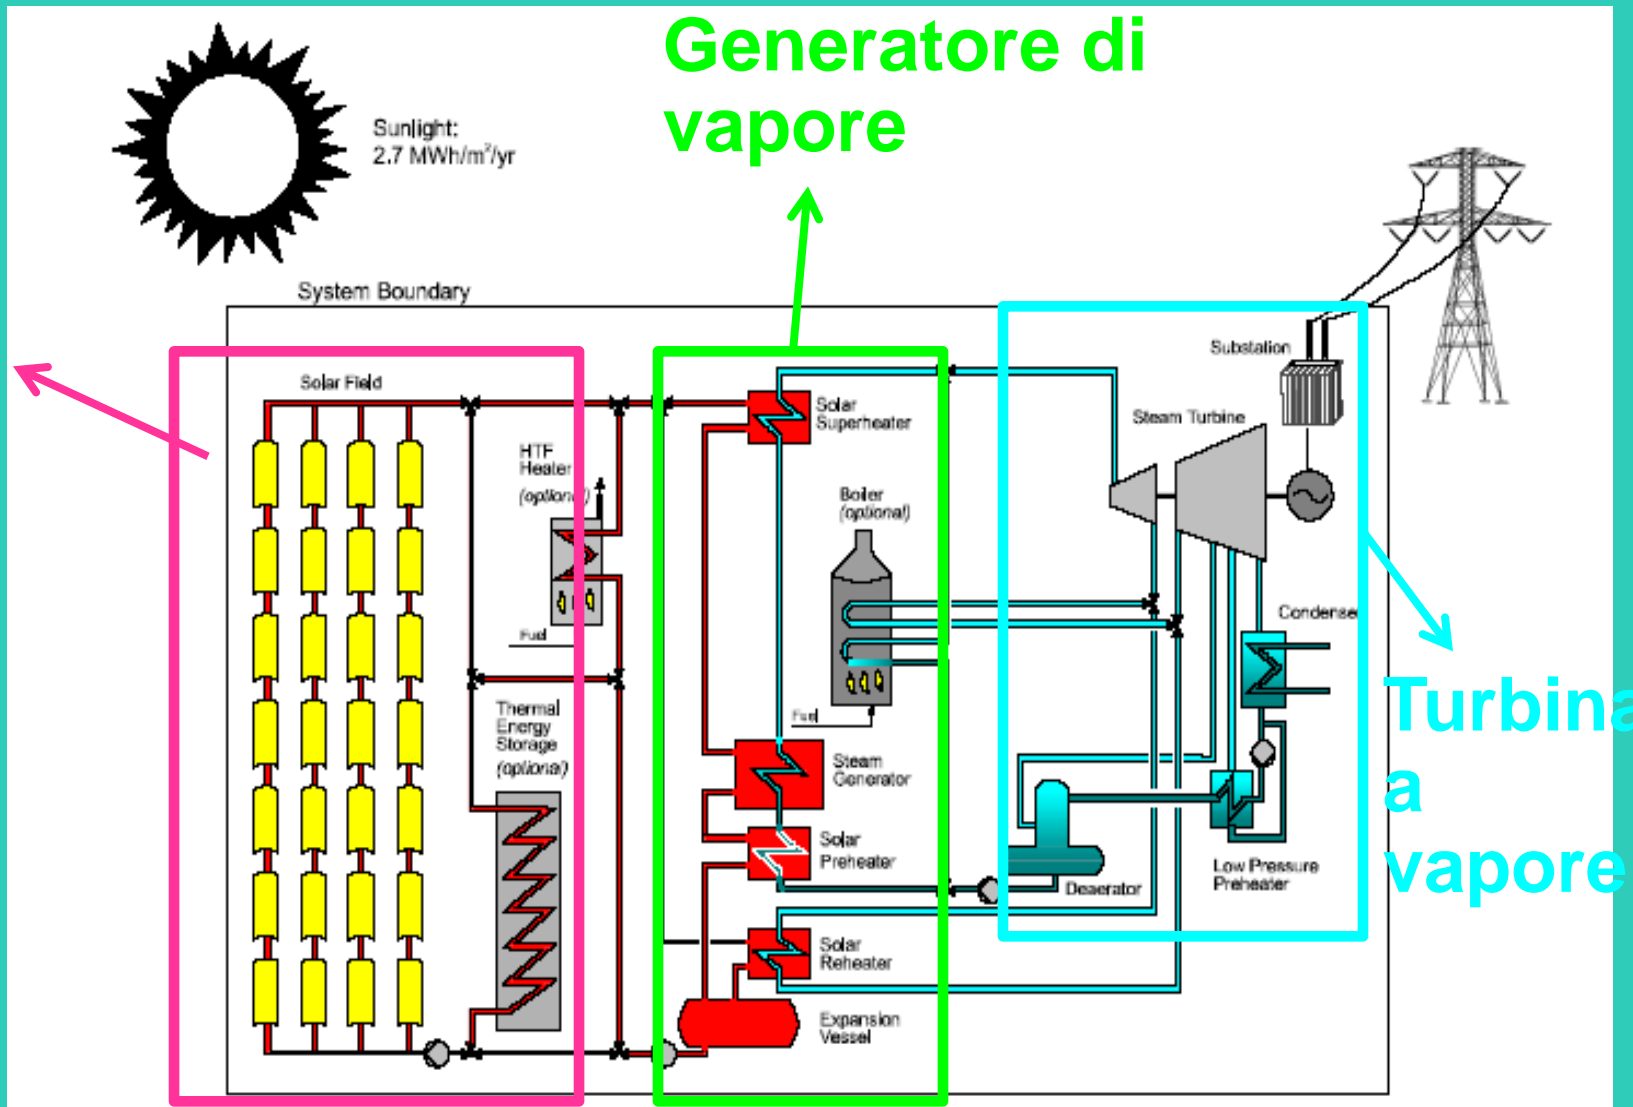 Generatore di
vapore
Sunlight:
2.7 MWh/m²/yr
System Boundary
Solar Field
HTF
Heater
(optional)
Fuel
Thermal
Energy
Storage
(optional)
Solar
Superheater
Boiler
(optional)
Fuel
Steam
Generator
Solar
Preheater
Solar
Reheater
Expansion
Vessel
Substation
Steam Turbine
Condenser
Deaerator
Low Pressure
Preheater
Turbina
a
vapore